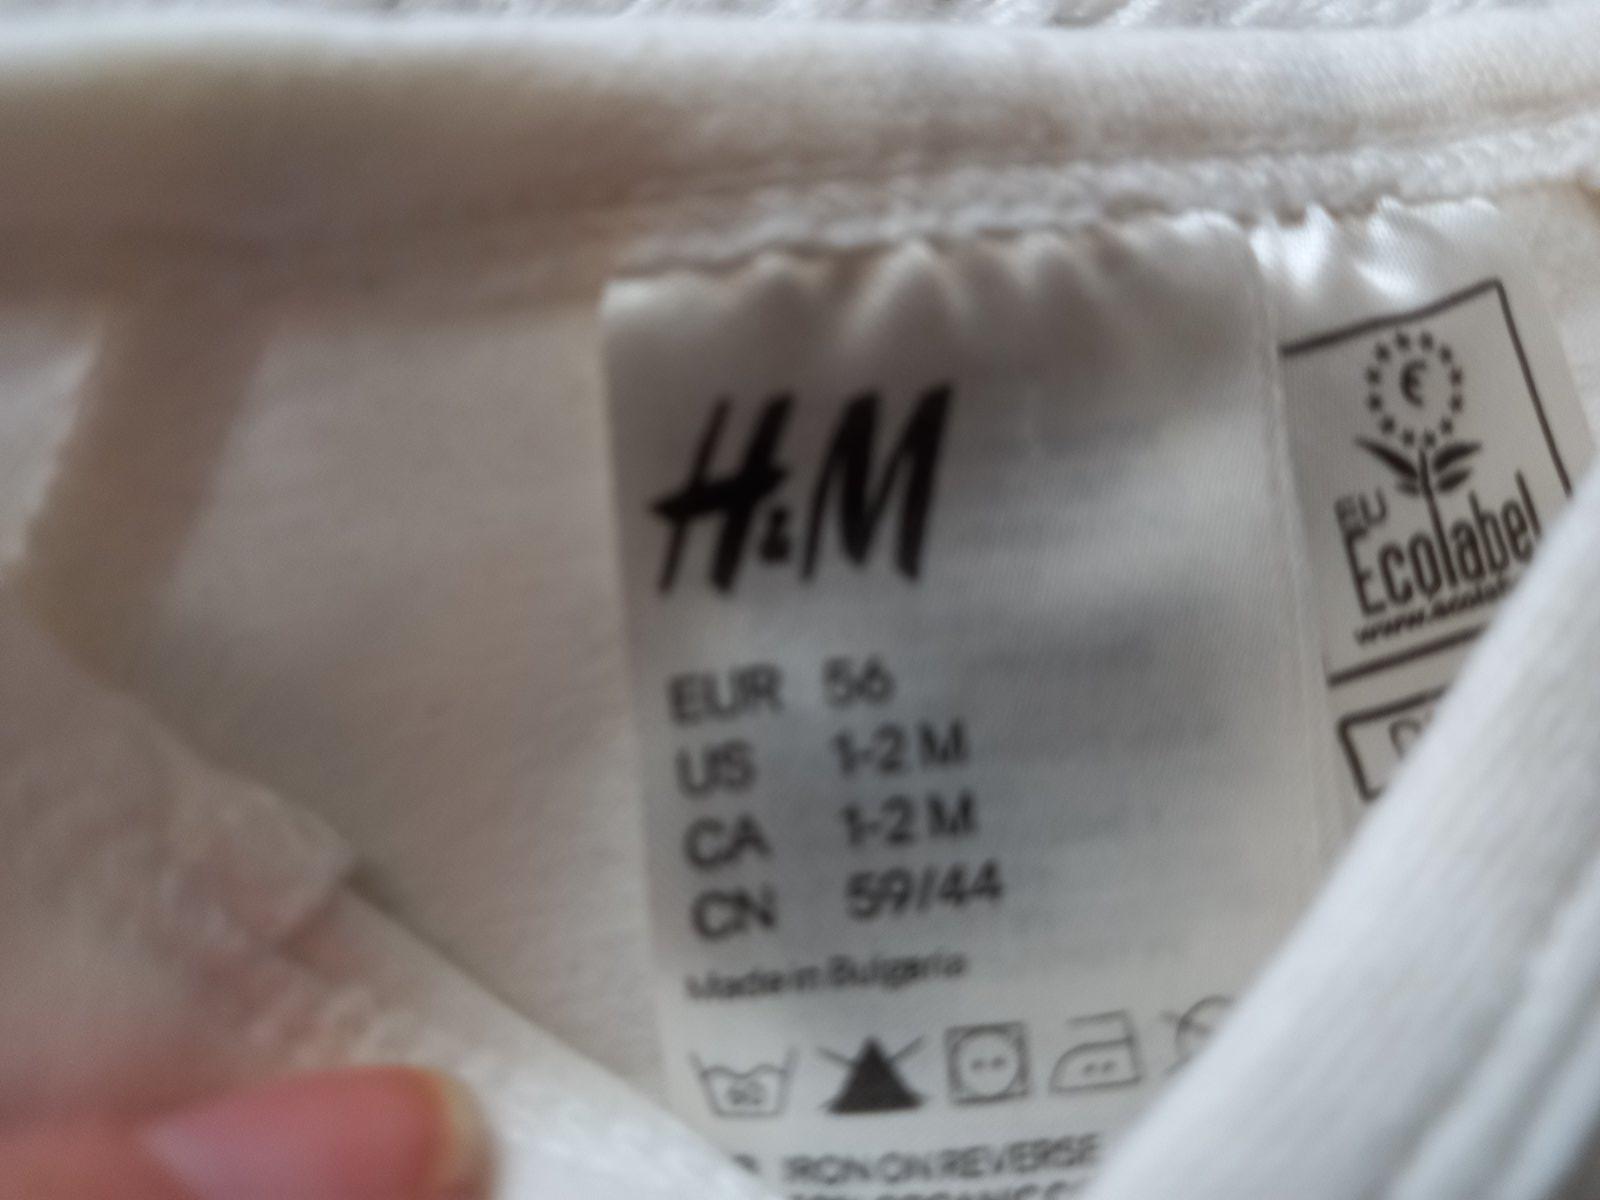 H&M
EUR 56
US 1-2 M
CA 1-2 M
CN 59/44
Made in Bulgaria
60
IRON ON REVERSE
€
EU
Ecolabel